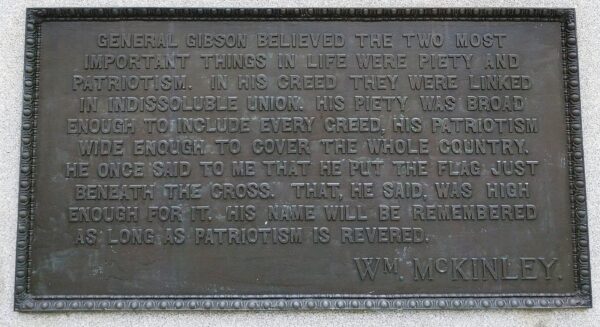 GENERAL GIBSON BELIEVED THE TWO MOST
IMPORTANT THINGS IN LIFE WERE PIETY AND
PATRIOTISM. IN HIS CREED THEY WERE LINKED
IN INDISSOLUBLE UNION. HIS PIETY WAS BROAD
ENOUGH TO INCLUDE EVERY CREED, HIS PATRIOTISM
WIDE ENOUGH TO COVER THE WHOLE COUNTRY.
HE ONCE SAID TO ME THAT HE PUT THE FLAG JUST
BENEATH THE CROSS. THAT, HE SAID, WAS HIGH
ENOUGH FOR IT. HIS NAME WILL BE REMEMBERED
AS LONG AS PATRIOTISM IS REVERED.
WM. MCKINLEY.